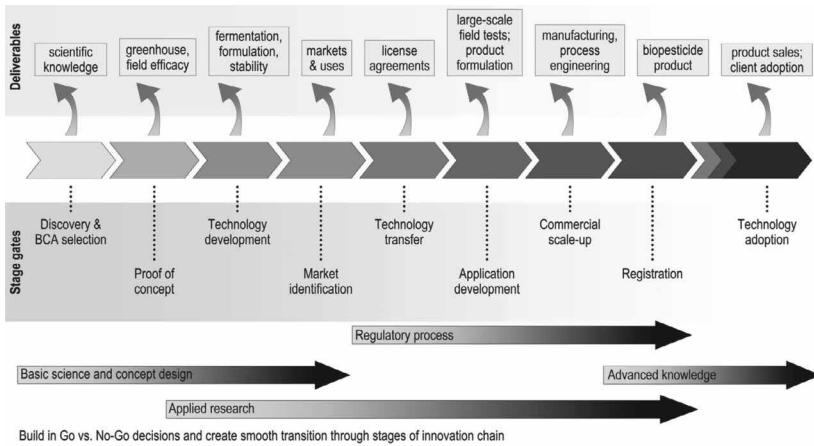 Deliverables
scientific
knowledge
greenhouse,
field efficacy
fermentation,
formulation,
stability
markets
& uses
license
agreements
large-scale
field tests;
product
formulation
manufacturing,
process
engineering
biopesticide
product
product sales;
client adoption
Stage gates
Discovery &
BCA selection
Proof of
concept
Technology
development
Market
identification
Technology
transfer
Application
development
Commercial
scale-up
Registration
Technology
adoption
Regulatory process
Basic science and concept design
Advanced knowledge
Applied research
Build in Go vs. No-Go decisions and create smooth transition through stages of innovation chain